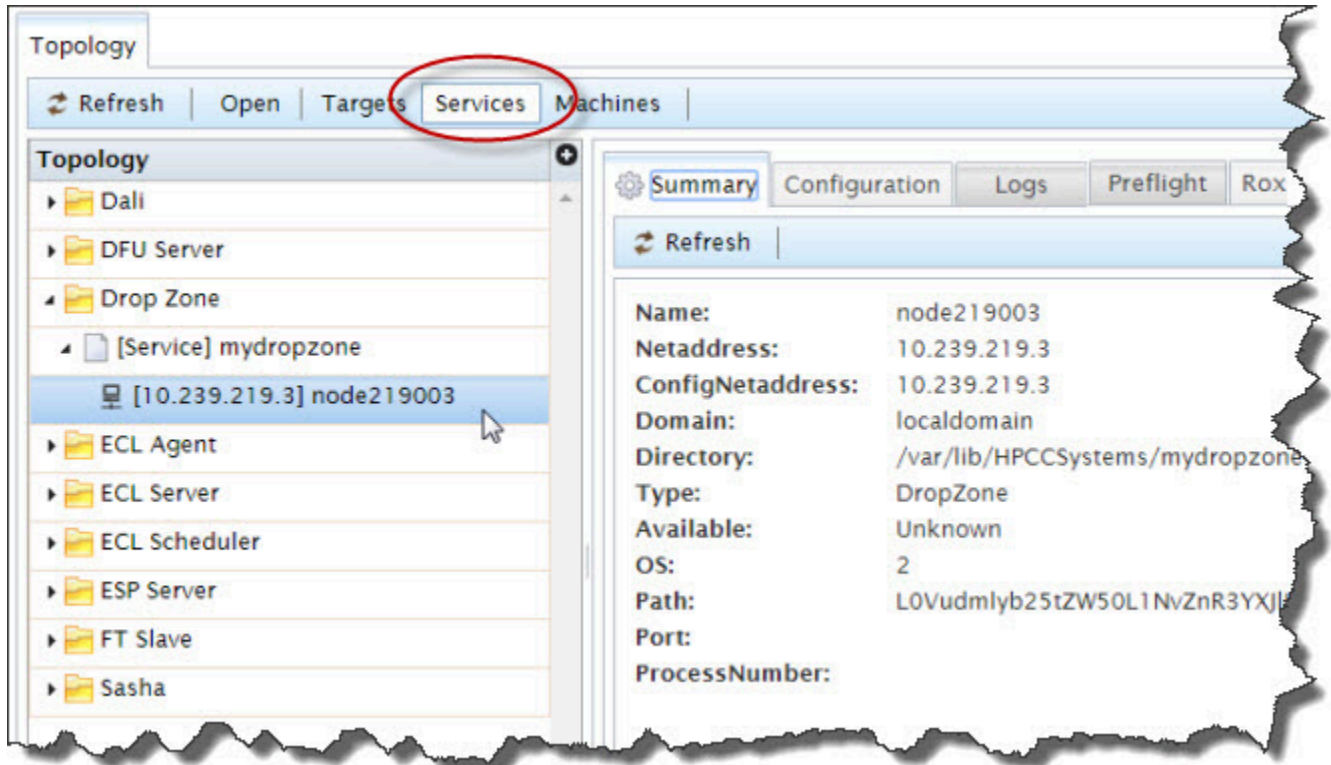 Topology
Refresh Open Targets Services Machines
Topology
Dali
DFU Server
Drop Zone
[Service] mydropzone
[10.239.219.3] node219003
ECL Agent
ECL Server
ECL Scheduler
ESP Server
FT Slave
Sasha
Summary Configuration Logs Preflight Rox
Refresh
Name: node219003
Netaddress: 10.239.219.3
ConfigNetaddress: 10.239.219.3
Domain: localdomain
Directory: /var/lib/HPCCSystems/mydropzone
Type: DropZone
Available: Unknown
OS: 2
Path:
Port:
ProcessNumber: